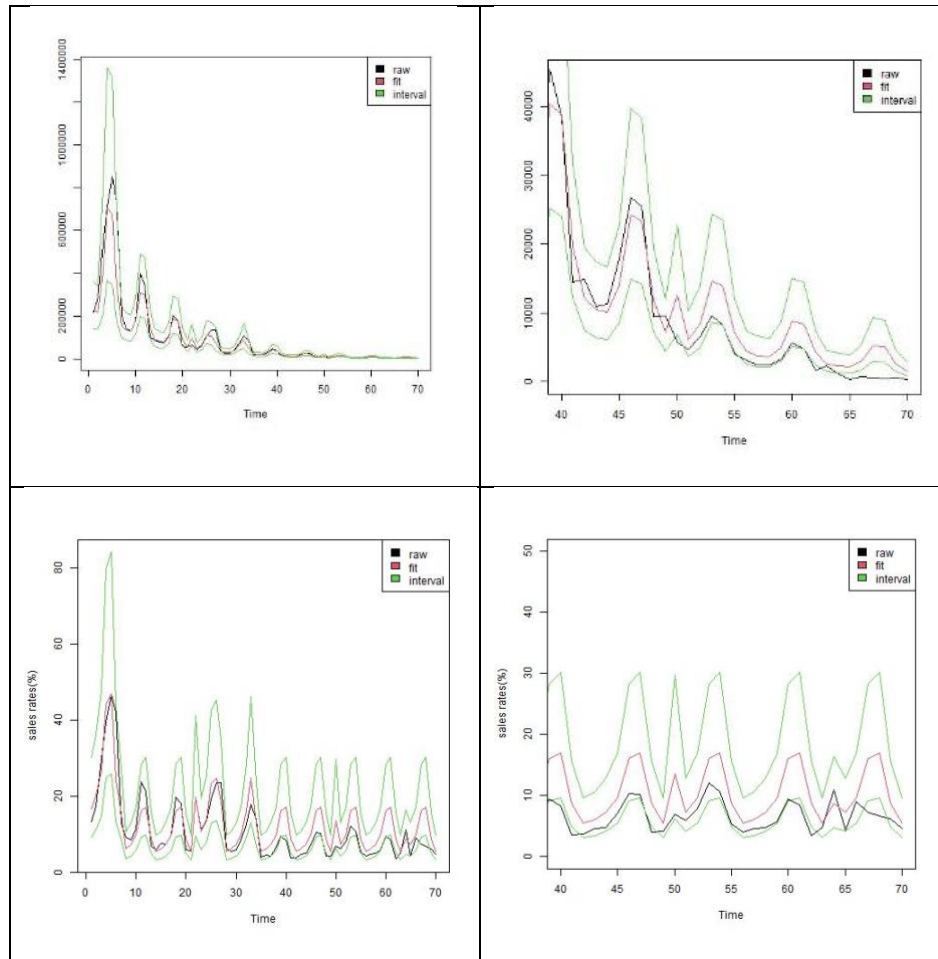 raw
fit
interval
1400000
1000000
600000
200000
0
0 10 20 30 40 50 60 70
Time
raw
fit
interval
40000
30000
20000
10000
0
40 45 50 55 60 65 70
Time
raw
fit
interval
sales rates(%)
80
60
40
20
0
0 10 20 30 40 50 60 70
Time
raw
fit
interval
sales rates(%)
50
40
30
20
10
0
40 45 50 55 60 65 70
Time